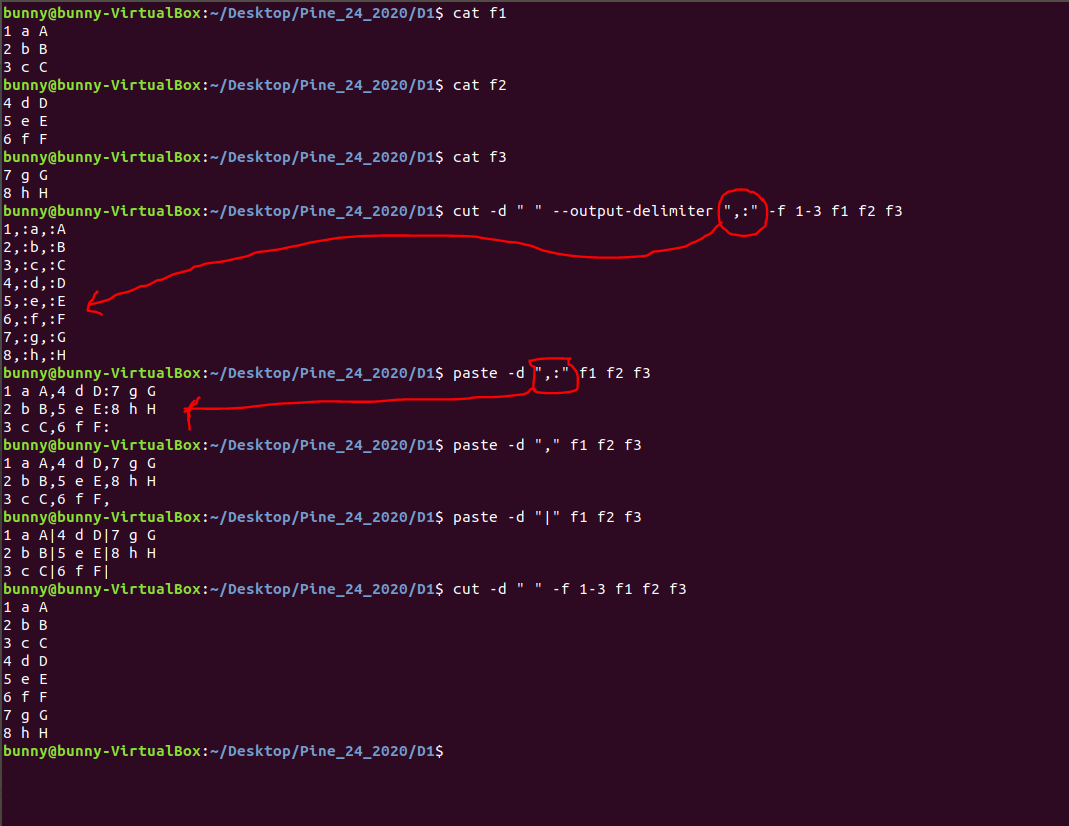 bunny@bunny-VirtualBox:~/Desktop/Pine_24_2020/D1$ cat f1
1 a A
2 b B
3 c C
bunny@bunny-VirtualBox:~/Desktop/Pine_24_2020/D1$ cat f2
4 d D
5 e E
6 f F
bunny@bunny-VirtualBox:~/Desktop/Pine_24_2020/D1$ cat f3
7 g G
8 h H
bunny@bunny-VirtualBox:~/Desktop/Pine_24_2020/D1$ cut -d " " --output-delimiter ",:" -f 1-3 f1 f2 f3
1,:a,:A
2,:b,:B
3,:c,:C
4,:d,:D
5,:e,:E
6,:f,:F
7,:g,:G
8,:h,:H
bunny@bunny-VirtualBox:~/Desktop/Pine_24_2020/D1$ paste -d ",:" f1 f2 f3
1 a A,4 d D:7 g G
2 b B,5 e E:8 h H
3 c C,6 f F:
bunny@bunny-VirtualBox:~/Desktop/Pine_24_2020/D1$ paste -d "," f1 f2 f3
1 a A,4 d D,7 g G
2 b B,5 e E,8 h H
3 c C,6 f F,
bunny@bunny-VirtualBox:~/Desktop/Pine_24_2020/D1$ paste -d "|" f1 f2 f3
1 a A|4 d D|7 g G
2 b B|5 e E|8 h H
3 c C|6 f F|
bunny@bunny-VirtualBox:~/Desktop/Pine_24_2020/D1$ cut -d " " -f 1-3 f1 f2 f3
1 a A
2 b B
3 c C
4 d D
5 e E
6 f F
7 g G
8 h H
bunny@bunny-VirtualBox:~/Desktop/Pine_24_2020/D1$